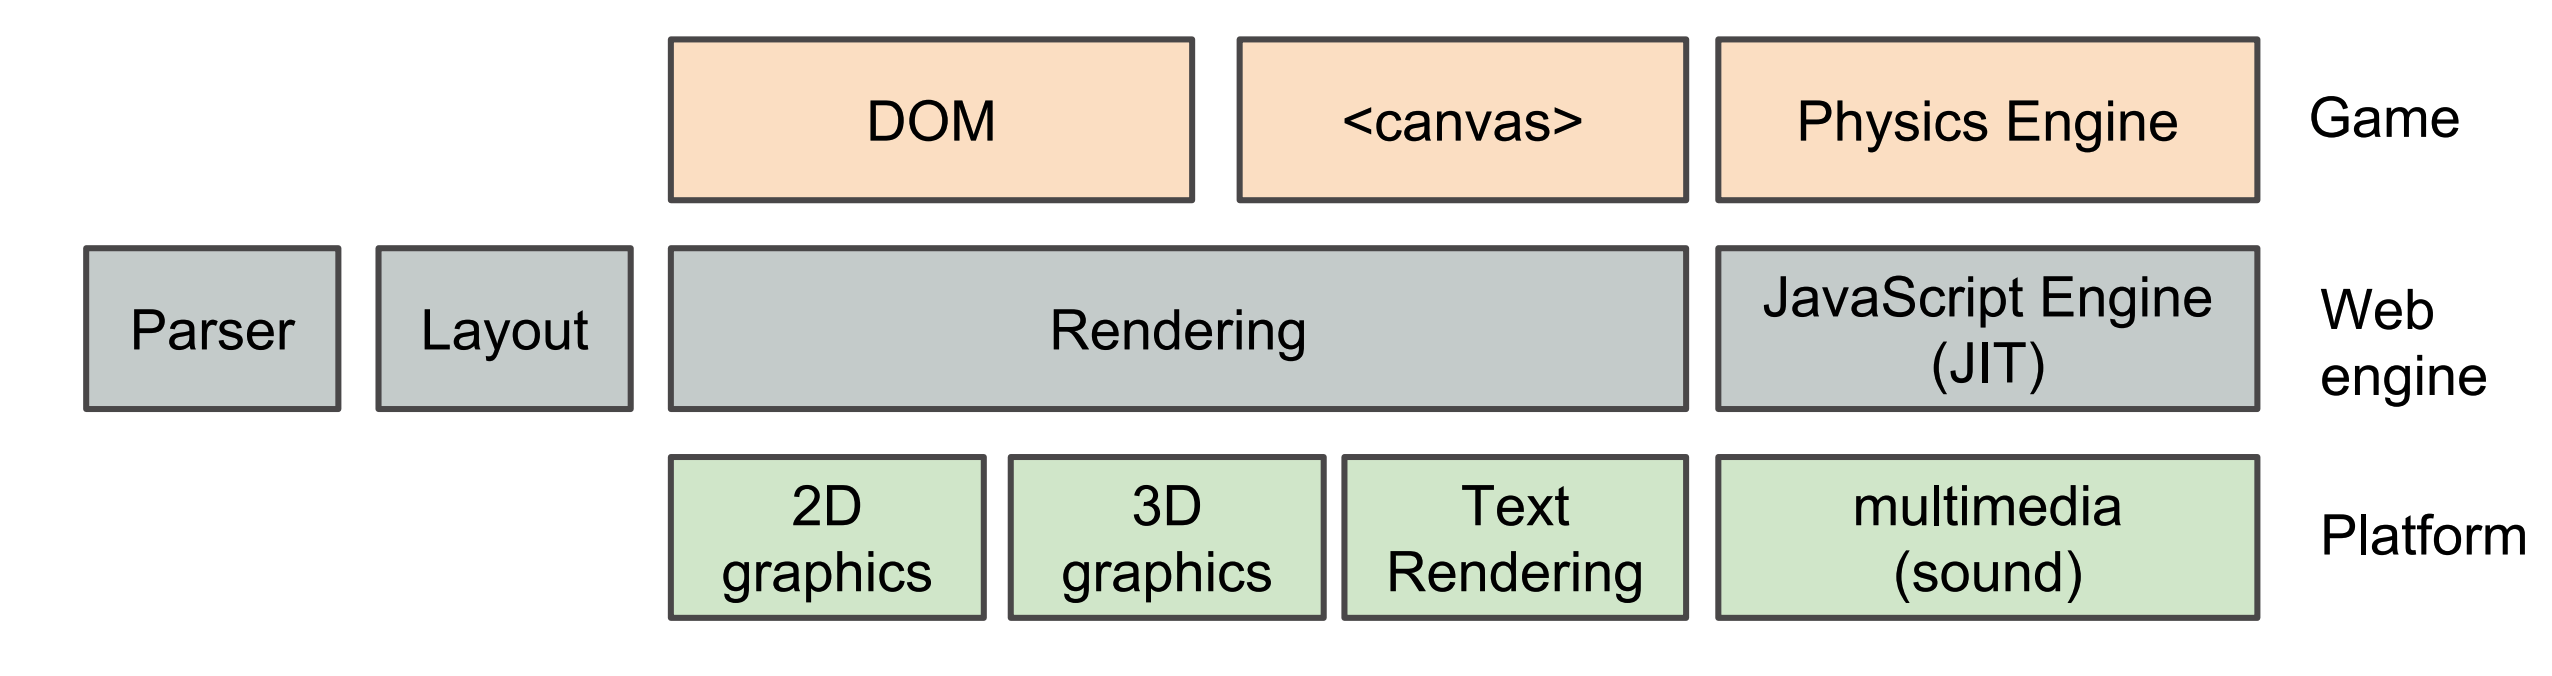 DOM
<canvas>
Physics Engine
Game
Parser
Layout
Rendering
JavaScript Engine
(JIT)
Web
engine
2D
graphics
3D
graphics
Text
Rendering
multimedia
(sound)
Platform